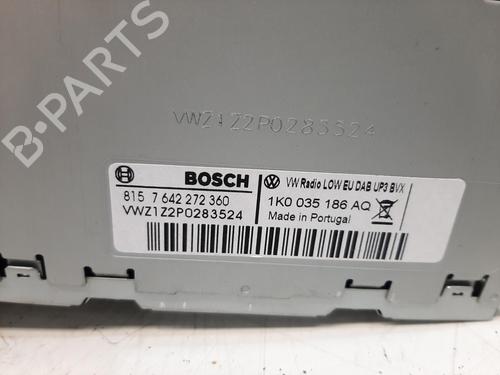 VWZ1Z2P0283524
BOSCH
VW Radio LOW EU DAB UP3 BVX
815 7 642 272 360
1K0 035 186 AQ
VWZ1Z2P0283524
Made in Portugal
B-PARTS